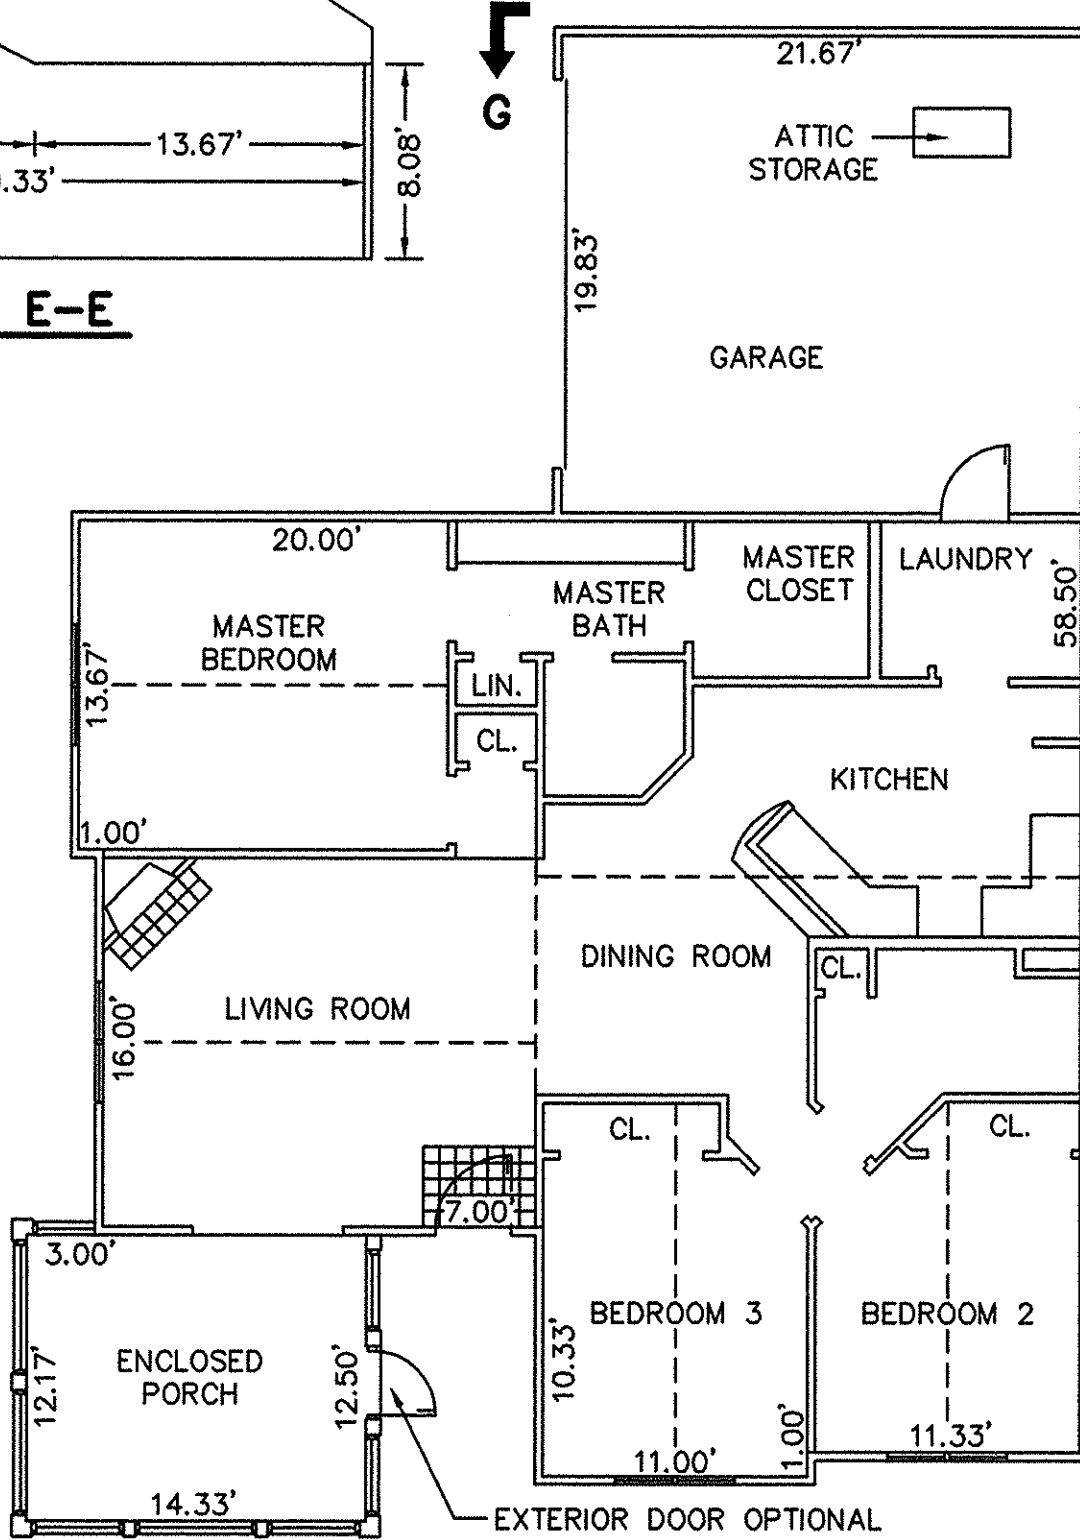 21.67'
G
ATTIC
STORAGE
13.67'
8.08'
.33'
19.83'
E-E
GARAGE
20.00'
MASTER
CLOSET
LAUNDRY
58.50'
MASTER
BATH
MASTER
BEDROOM
13.67'
LIN.
CL.
KITCHEN
1.00'
DINING ROOM
CL.
LIVING ROOM
16.00'
CL.
CL.
7.00'
3.00'
BEDROOM 3
BEDROOM 2
10.33'
ENCLOSED
PORCH
12.17'
12.50'
1.00'
11.33'
11.00'
14.33'
EXTERIOR DOOR OPTIONAL